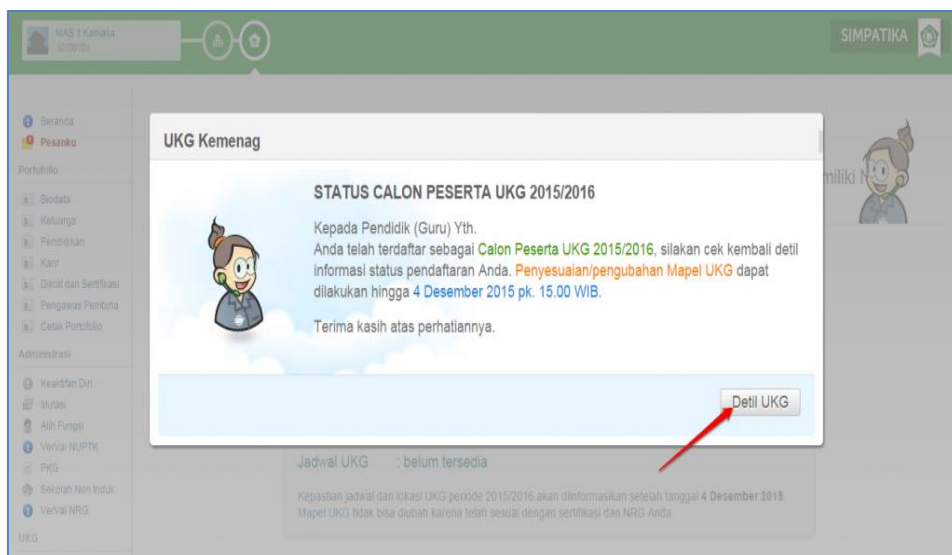 MAS 1 Kamalia
SIMPATIKA
Beranda
Pesanku
Portofolio
Biodata
Keluarga
Pendidikan
Karir
Diklat dan Sertifikasi
Pengawas Pembina
Cetak Portofolio
Administrasi
Keaktifan Diri
Mutasi
Alih Fungsi
VerVal NUPTK
PKG
Sekolah Non Induk
VerVal NRG
UKG
UKG Kemenag
STATUS CALON PESERTA UKG 2015/2016
Kepada Pendidik (Guru) Yth.
Anda telah terdaftar sebagai Calon Peserta UKG 2015/2016, silakan cek kembali detil
informasi status pendaftaran Anda. Penyesuaian/pengubahan Mapel UKG dapat
dilakukan hingga 4 Desember 2015 pk. 15.00 WIB.
Terima kasih atas perhatiannya.
Detil UKG
miliki N
Jadwal UKG : belum tersedia
Kepastian jadwal dan lokasi UKG periode 2015/2016 akan diinformasikan setelah tanggal 4 Desember 2015.
Mapel UKG tidak bisa diubah karena telah sesuai dengan sertifikasi dan NRG Anda.